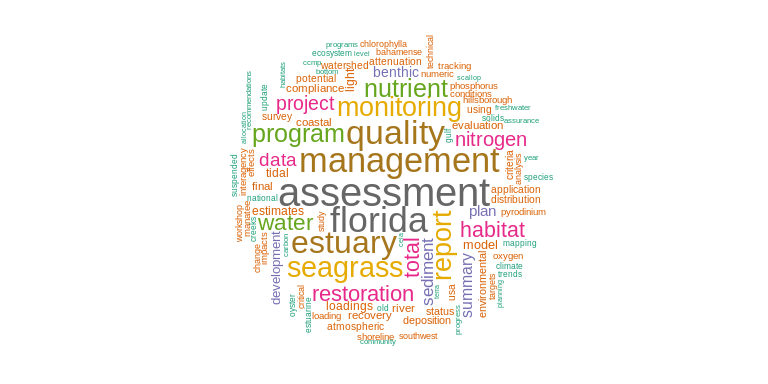 programs chlorophylla
ecosystem level bahamense technical
ccmp watershed attenuation
habitats bottom light benthic numeric tracking
potential scallop
recommendations update compliance nutrient phosphorus
conditions
project monitoring hillsborough
using freshwater
survey coastal solids assurance
allocation program quality gulf evaluation
nitrogen
interagency effects data management criteria analysis year
suspended tidal species
final assessment application
national distribution
workshop manatee creeks estimates study florida plan pyrodinium
water report habitat
estuary cela total model mapping
change impacts carbon sediment oxygen
development seagrass summary environmental climate
trends
critical restoration terra usa targets planning
oyster estuarine loadings old river status progress
loading recovery deposition
atmospheric
shoreline southwest
community